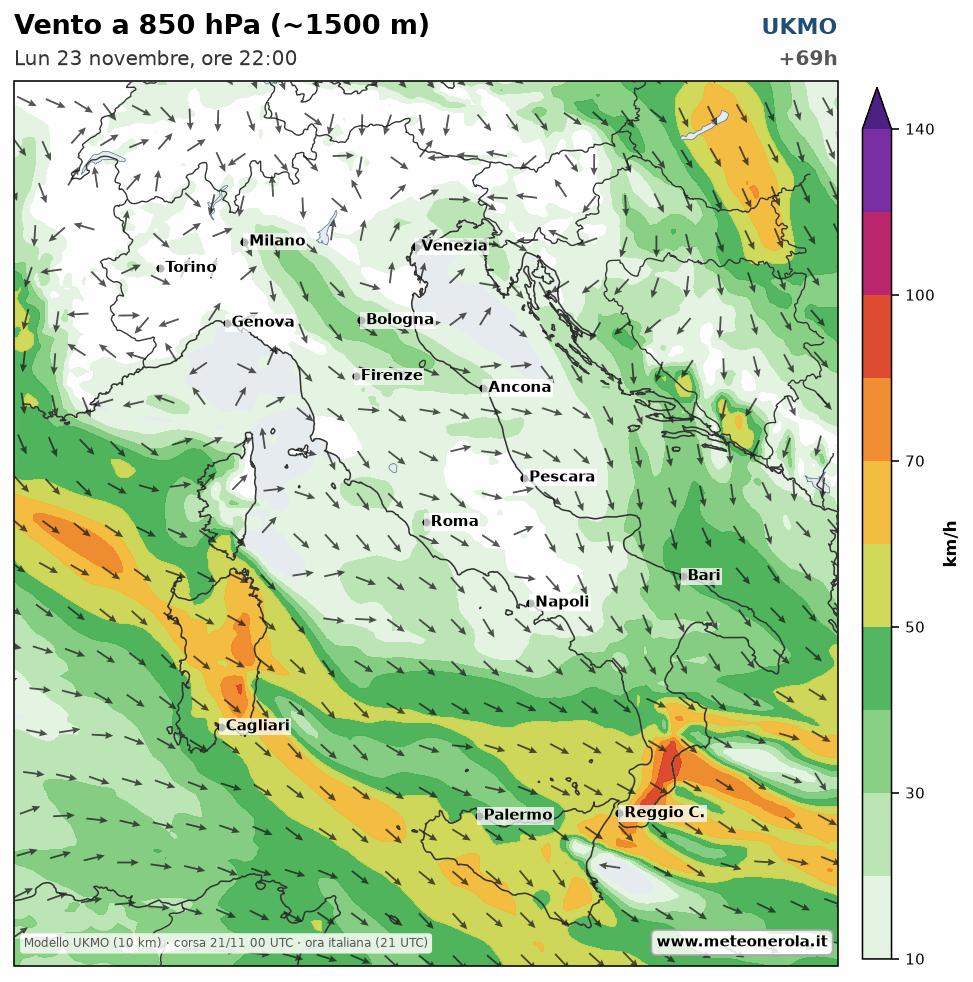 Vento a 850 hPa (~1500 m)
UKMO
Lun 23 novembre, ore 22:00
+69h
140
Milano
Venezia
Torino
100
Genova
Bologna
Firenze
Ancona
70
Pescara
Roma
km/h
Bari
Napoli
50
Cagliari
30
Palermo
Reggio C.
Modello UKMO (10 km) · corsa 21/11 00 UTC · ora italiana (21 UTC)
www.meteonerola.it
10